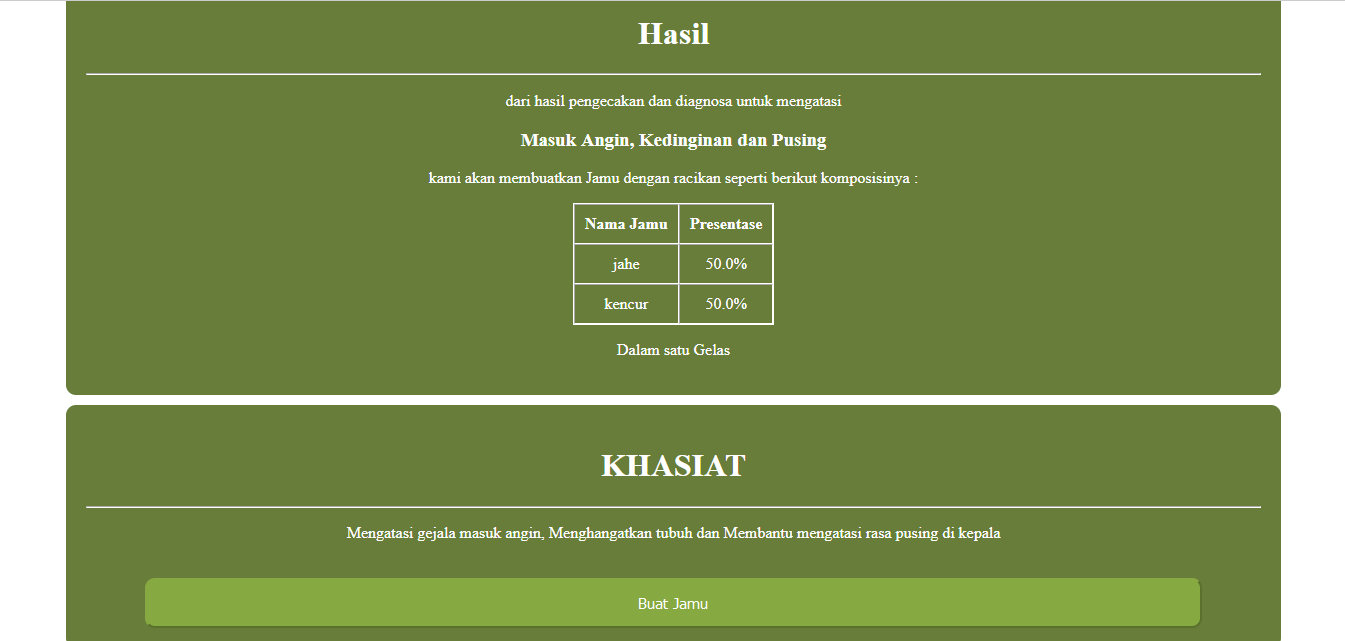 Hasil
dari hasil pengecakan dan diagnosa untuk mengatasi
Masuk Angin, Kedinginan dan Pusing
kami akan membuatkan Jamu dengan racikan seperti berikut komposisinya :
Nama Jamu Presentase
jahe 50.0%
kencur 50.0%
Dalam satu Gelas
KHASIAT
Mengatasi gejala masuk angin, Menghangatkan tubuh dan Membantu mengatasi rasa pusing di kepala
Buat Jamu